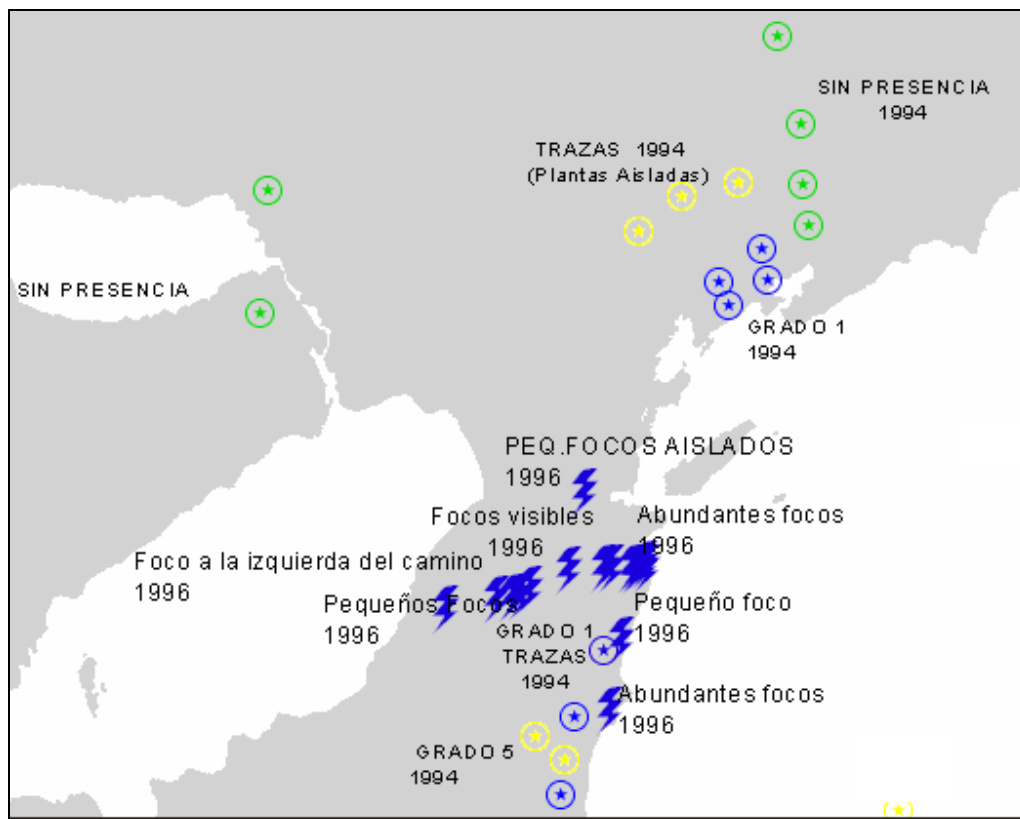 SIN PRESENCIA
1994
TRAZAS 1994
(Plantas Aisladas)
SIN PRESENCIA
GRADO 1
1994
PEQ.FOCOS AISLADOS
1996
Focos visibles
1996
Abundantes focos
1996
Foco a la izquierda del camino
1996
Pequeños Focos
1996
Pequeño foco
1996
GRADO 1
TRAZAS
1994
Abundantes focos
1996
GRADO 5
1994